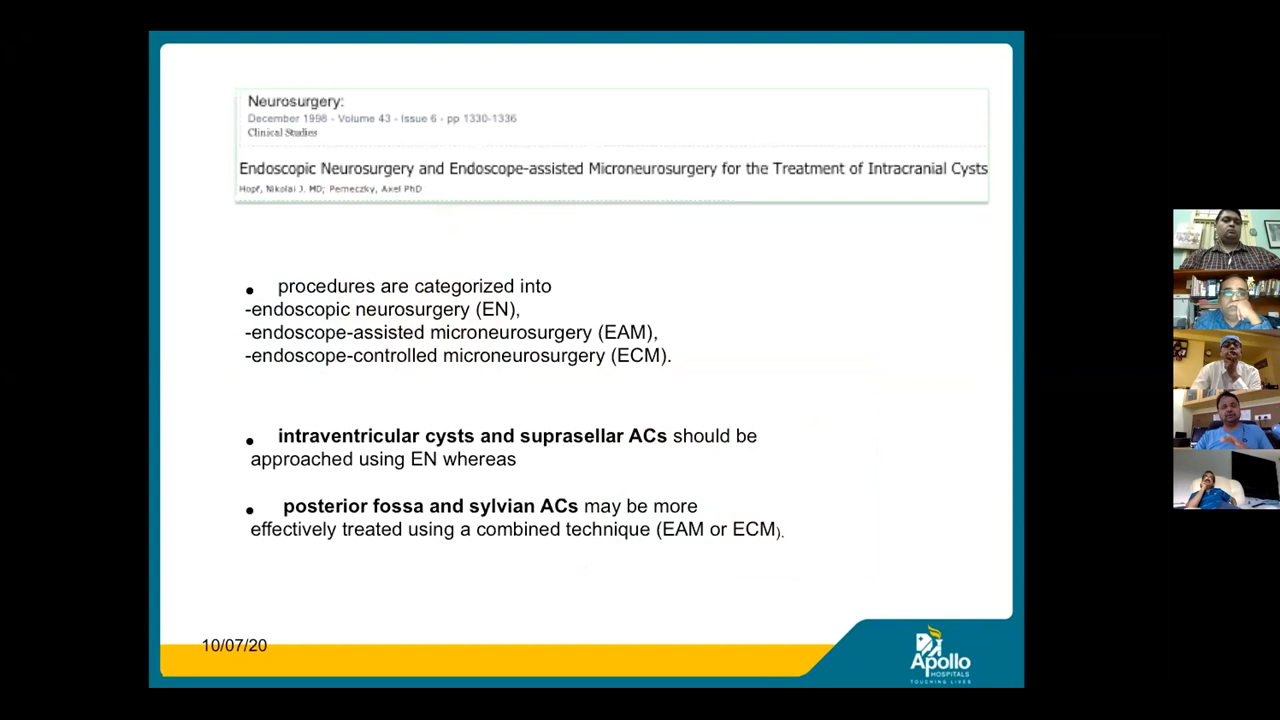 Neurosurgery:
December 1998 - Volume 43 - Issue 6 - pp 1330-1336
Clinical Studies
Endoscopic Neurosurgery and Endoscope-assisted Microneurosurgery for the Treatment of Intracranial Cysts
Hopf, Nikolai J. MD; Perneczky, Axel PhD
• procedures are categorized into
-endoscopic neurosurgery (EN),
-endoscope-assisted microneurosurgery (EAM),
-endoscope-controlled microneurosurgery (ECM).
• intraventricular cysts and suprasellar ACs should be
approached using EN whereas
• posterior fossa and sylvian ACs may be more
effectively treated using a combined technique (EAM or ECM).
10/07/20
Apollo
HOSPITALS
TOUCHING LIVES